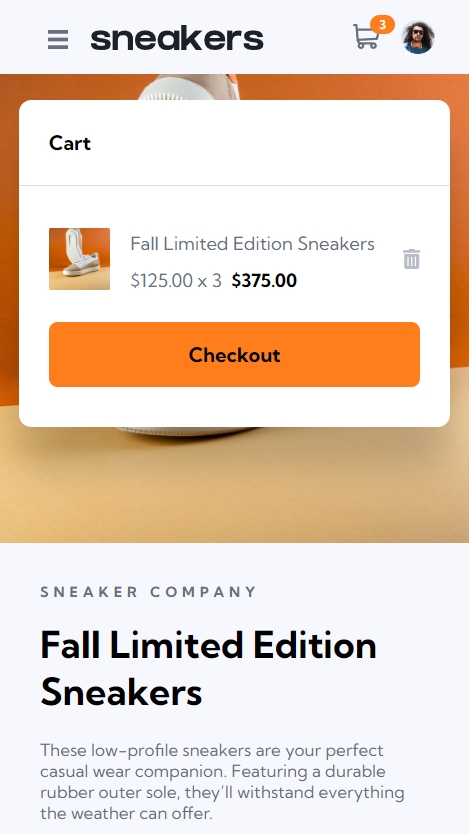 sneakers
3
Cart
Fall Limited Edition Sneakers
$125.00 x 3 $375.00
Checkout
SNEAKER COMPANY
Fall Limited Edition
Sneakers
These low-profile sneakers are your perfect
casual wear companion. Featuring a durable
rubber outer sole, they’ll withstand everything
the weather can offer.